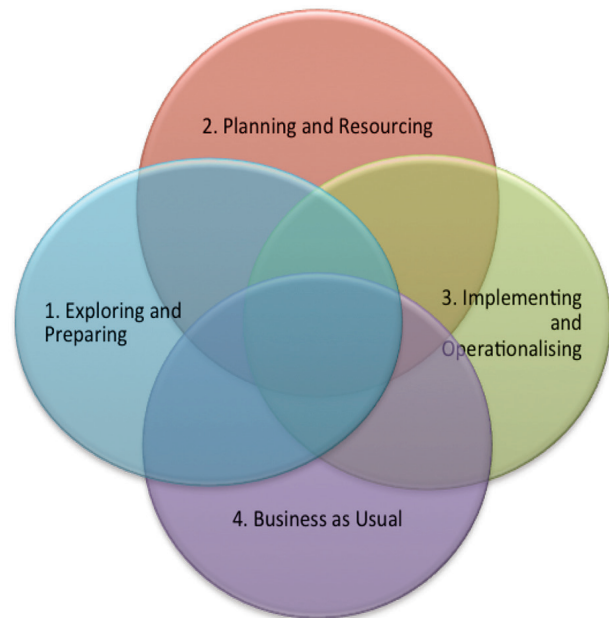 2. Planning and Resourcing
1. Exploring and
Preparing
3. Implementing
and
Operationalising
4. Business as Usual